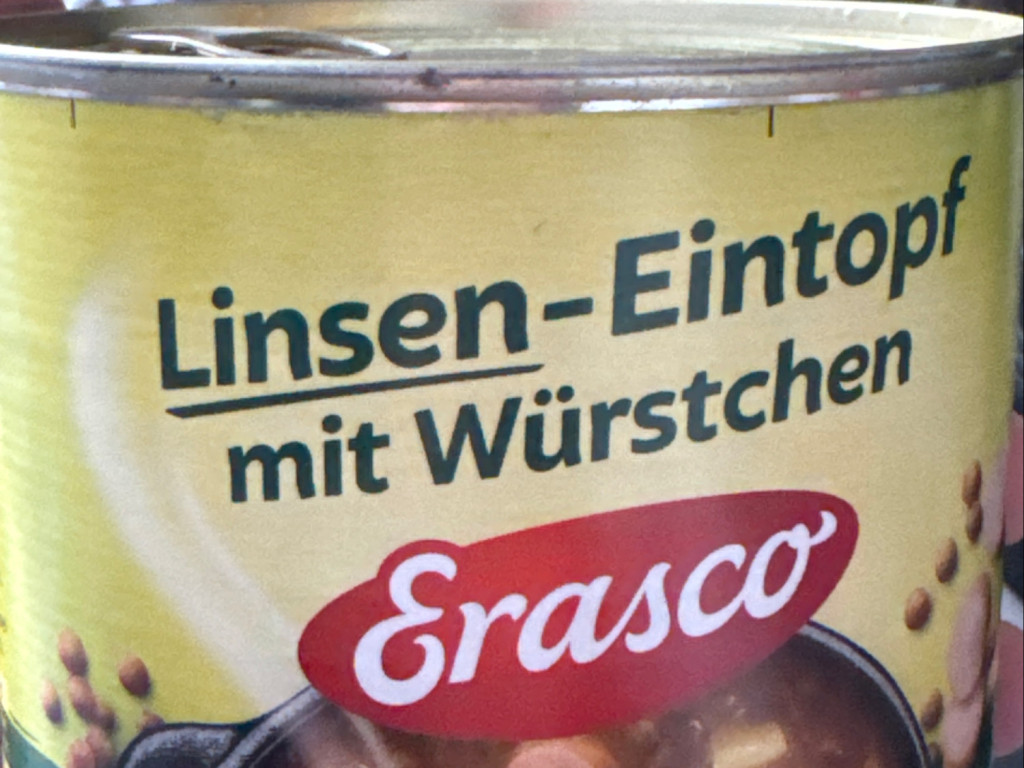 Linsen-Eintopf
mit Würstchen
Erasco